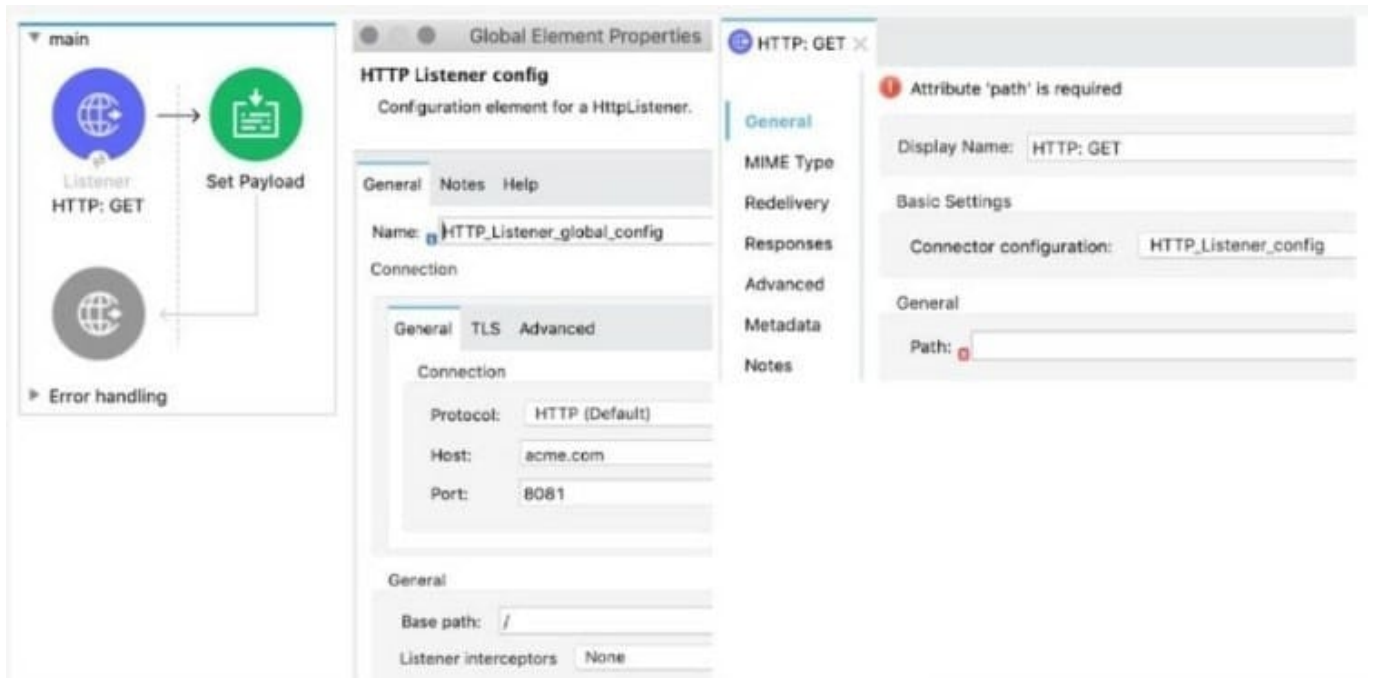 main
Listener
HTTP: GET
Set Payload
Error handling
Global Element Properties
HTTP Listener config
Configuration element for a HttpListener.
General Notes Help
Name: HTTP_Listener_global_config
Connection
General TLS Advanced
Connection
Protocol: HTTP (Default)
Host: acme.com
Port: 8081
General
Base path: /
Listener interceptors None
HTTP: GET
General
MIME Type
Redelivery
Responses
Advanced
Metadata
Notes
Attribute 'path' is required
Display Name: HTTP: GET
Basic Settings
Connector configuration: HTTP_Listener_config
General
Path: